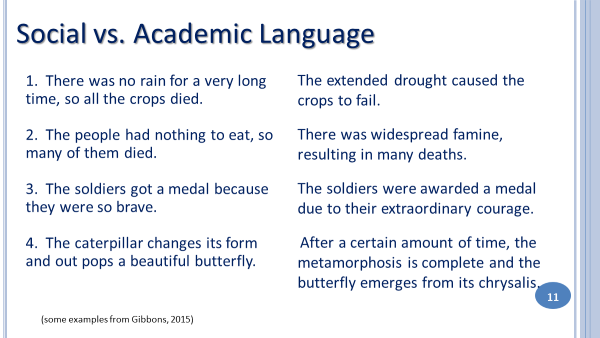 Social vs. Academic Language
1. There was no rain for a very long
time, so all the crops died.
The extended drought caused the
crops to fail.
2. The people had nothing to eat, so
many of them died.
There was widespread famine,
resulting in many deaths.
3. The soldiers got a medal because
they were so brave.
The soldiers were awarded a medal
due to their extraordinary courage.
4. The caterpillar changes its form
and out pops a beautiful butterfly.
After a certain amount of time, the
metamorphosis is complete and the
butterfly emerges from its chrysalis.
11
(some examples from Gibbons, 2015)